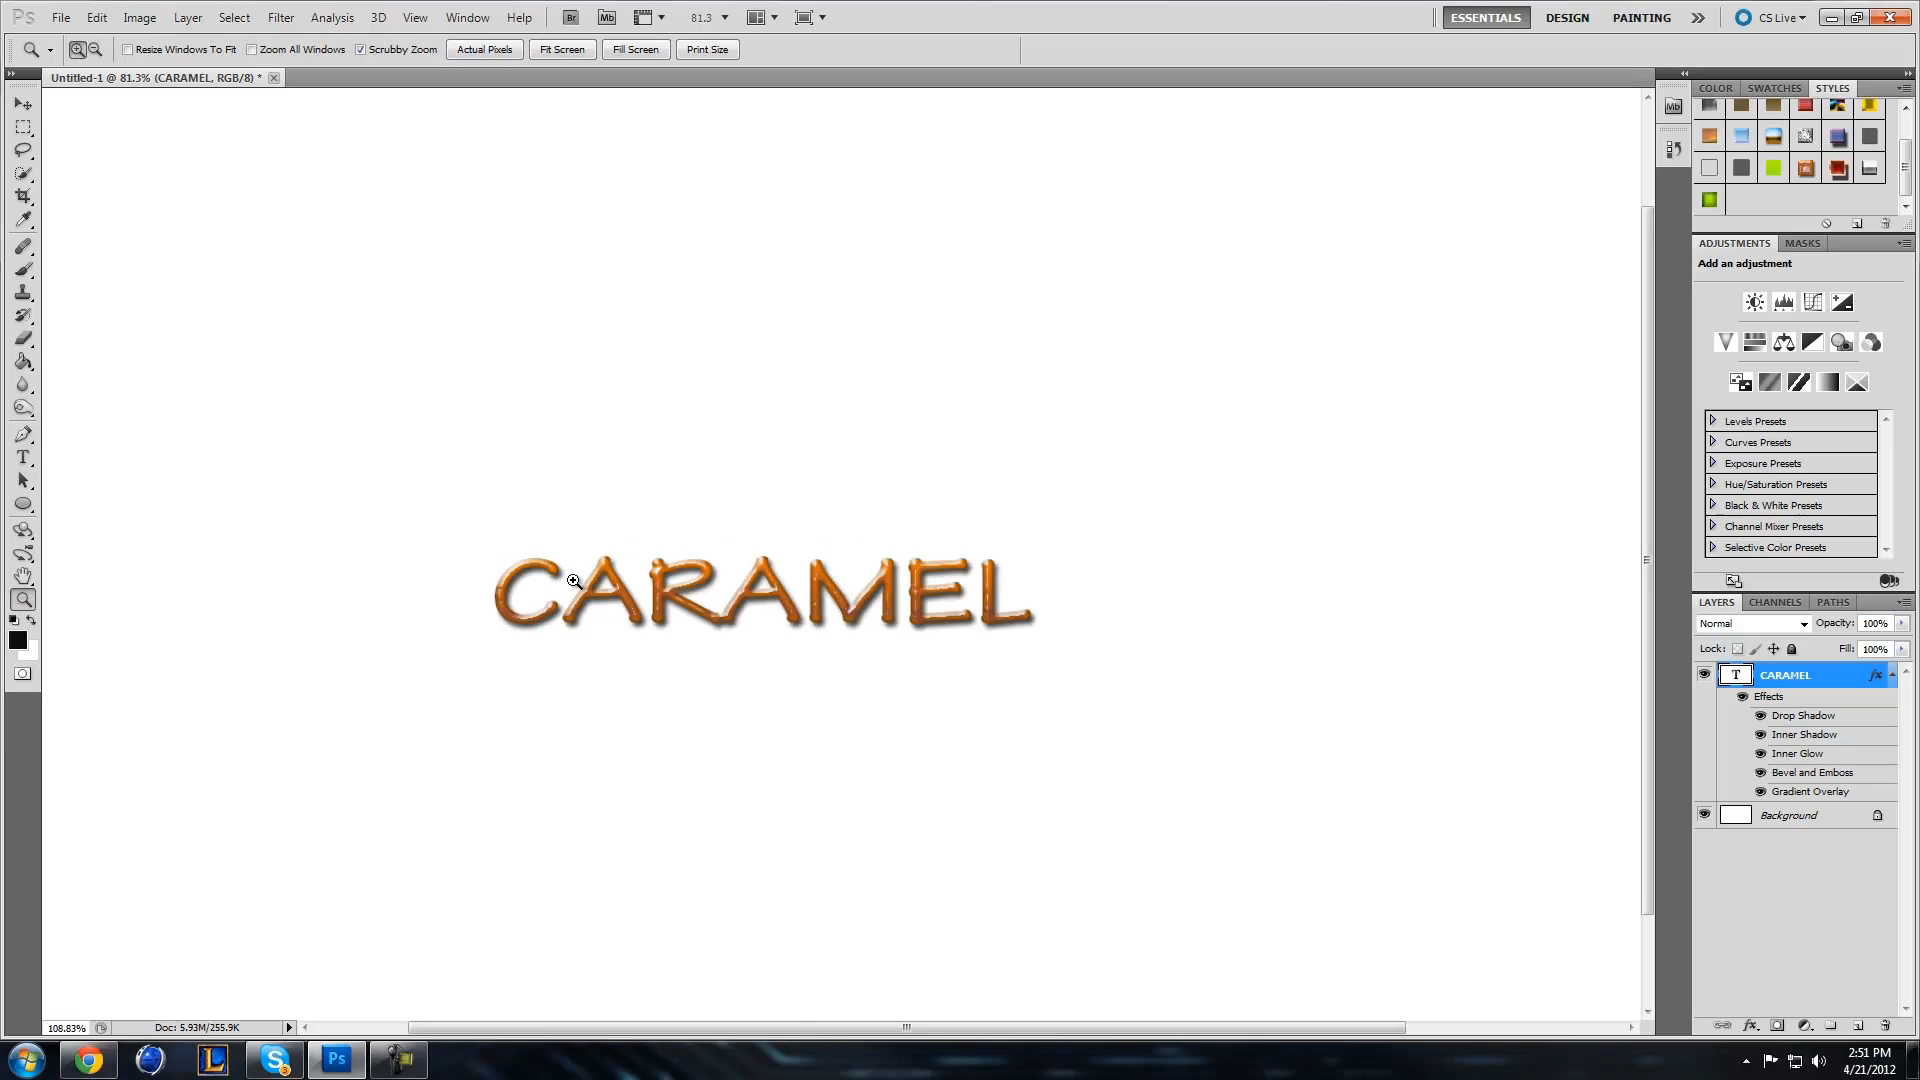 Ps File Edit Image Layer Select Filter Analysis 3D View Window Help Br Mb 81.3 ESSENTIALS DESIGN PAINTING CS Live
Resize Windows To Fit Zoom All Windows Scrubby Zoom Actual Pixels Fit Screen Fill Screen Print Size
Untitled-1 @ 81.3% (CARAMEL, RGB/8) *
COLOR SWATCHES STYLES
Mb
ADJUSTMENTS MASKS
Add an adjustment
Levels Presets
Curves Presets
Exposure Presets
Hue/Saturation Presets
Black & White Presets
Channel Mixer Presets
Selective Color Presets
CARAMEL
LAYERS CHANNELS PATHS
Normal Opacity: 100%
Lock: Fill: 100%
T CARAMEL fx
Effects
Drop Shadow
Inner Shadow
Inner Glow
Bevel and Emboss
Gradient Overlay
Background
108.83% Doc: 5.93M/255.9K
L S 3 Ps
2:51 PM
4/21/2012